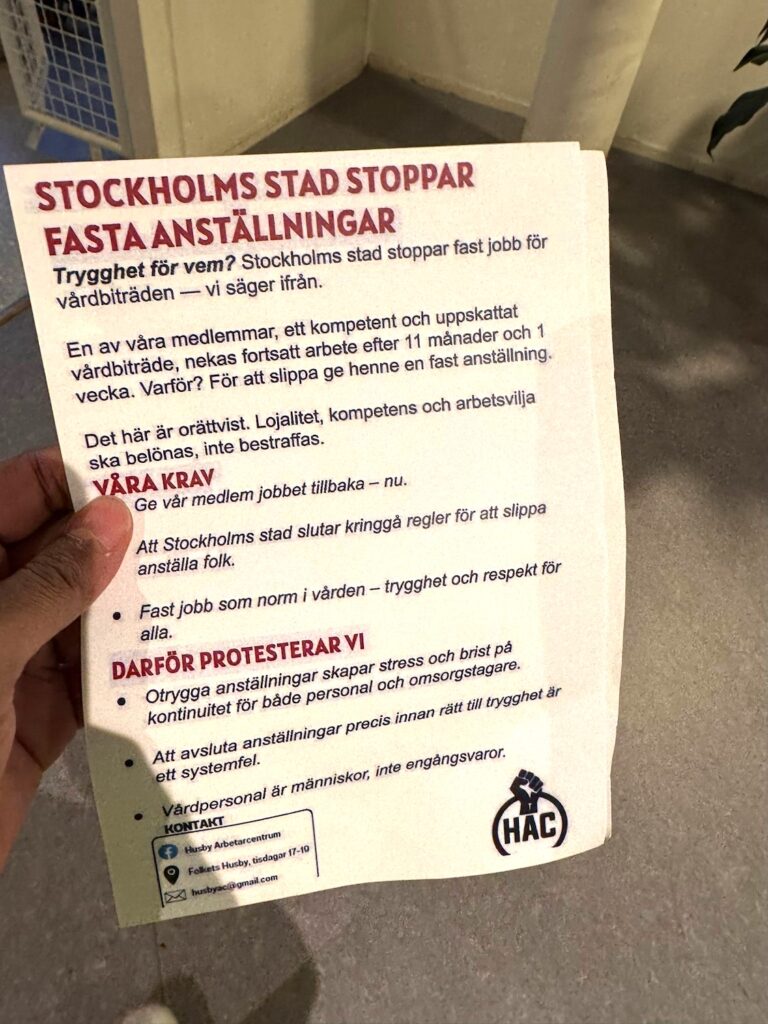 STOCKHOLMS STAD STOPPAR
FASTA ANSTÄLLNINGAR
Trygghet för vem? Stockholms stad stoppar fast jobb för
vårdbiträden — vi säger ifrån.
En av våra medlemmar, ett kompetent och uppskattat
vårdbiträde, nekas fortsatt arbete efter 11 månader och 1
vecka. Varför? För att slippa ge henne en fast anställning.
Det här är orättvist. Lojalitet, kompetens och arbetsvilja
ska belönas, inte bestraffas.
VÅRA KRAV
Ge vår medlem jobbet tillbaka – nu.
Att Stockholms stad slutar kringgå regler för att slippa
anställa folk.
• Fast jobb som norm i vården – trygghet och respekt för
alla.
DARFÖR PROTESTERAR VI
• Otrygga anställningar skapar stress och brist på
kontinuitet för både personal och omsorgstagare.
• Att avsluta anställningar precis innan rätt till trygghet är
ett systemfel.
• Vårdpersonal är människor, inte engångsvaror.
KONTAKT
Husby Arbetarcentrum
Folkets Husby, tisdagar 17-19
husbyac@gmail.com
HAC